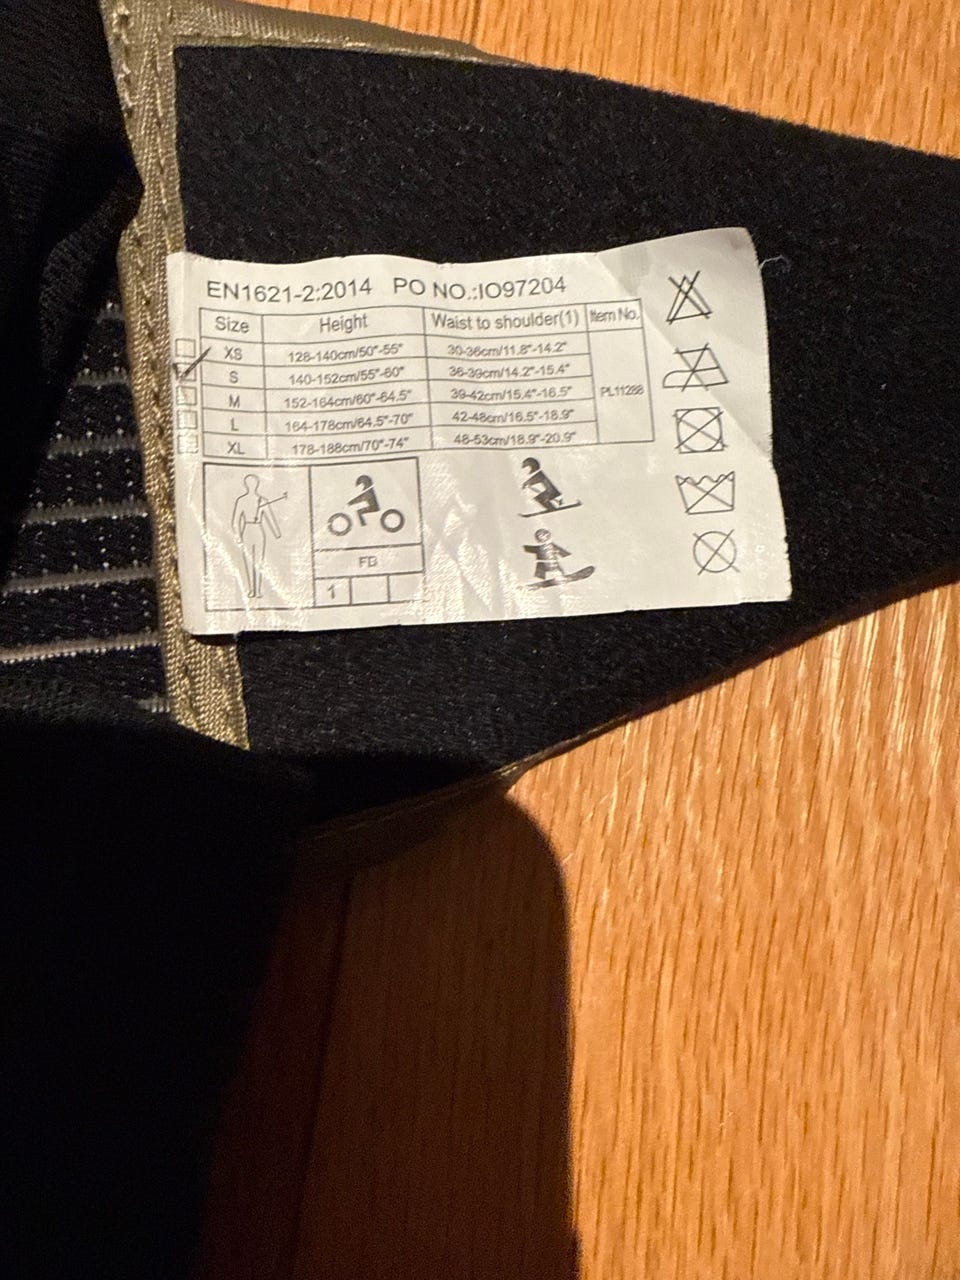 EN1621-2:2014 PO NO.:IO97204
Size Height Waist to shoulder(1) Item No.
XS 128-140cm/50"-55" 30-36cm/11.8"-14.2"
S 140-152cm/55"-60" 36-39cm/14.2"-15.4"
M 152-164cm/60"-64.5" 39-42cm/15.4"-16.5" PL11288
L 164-178cm/64.5"-70" 42-48cm/16.5"-18.9"
XL 178-188cm/70"-74" 48-53cm/18.9"-20.9"
FB
1